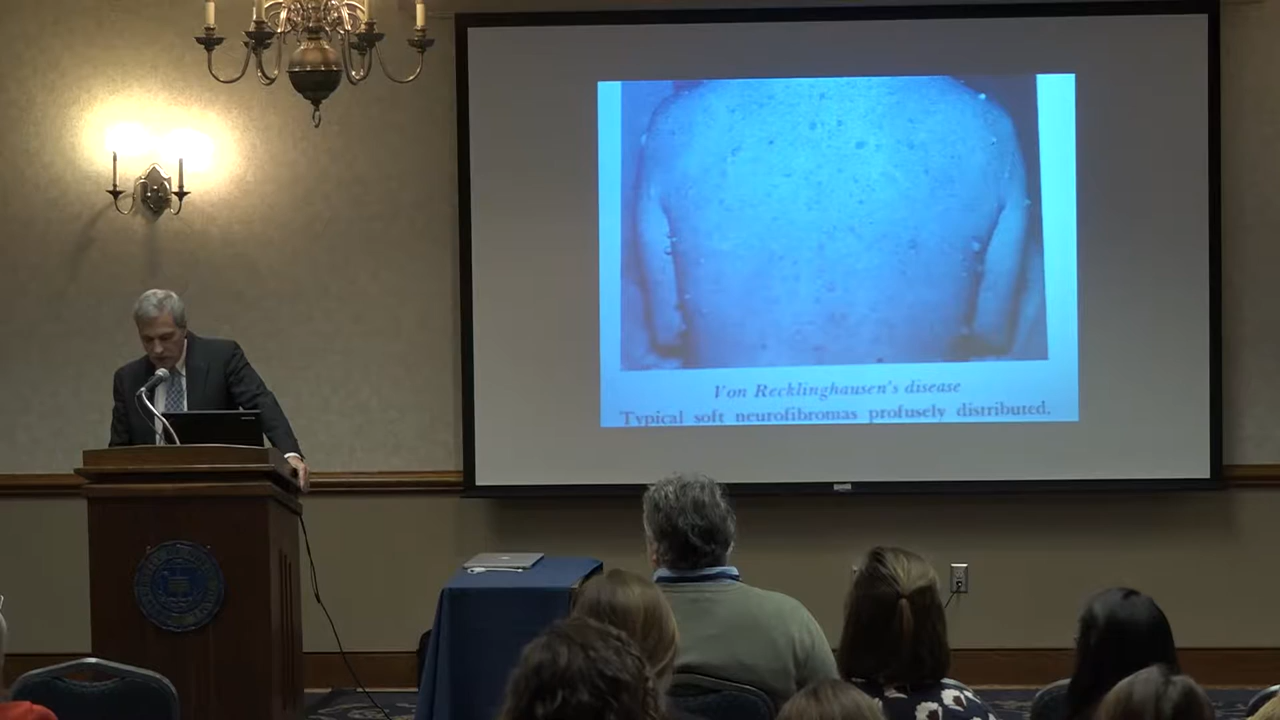 Von Recklinghausen's disease
Typical soft neurofibromas profusely distributed.